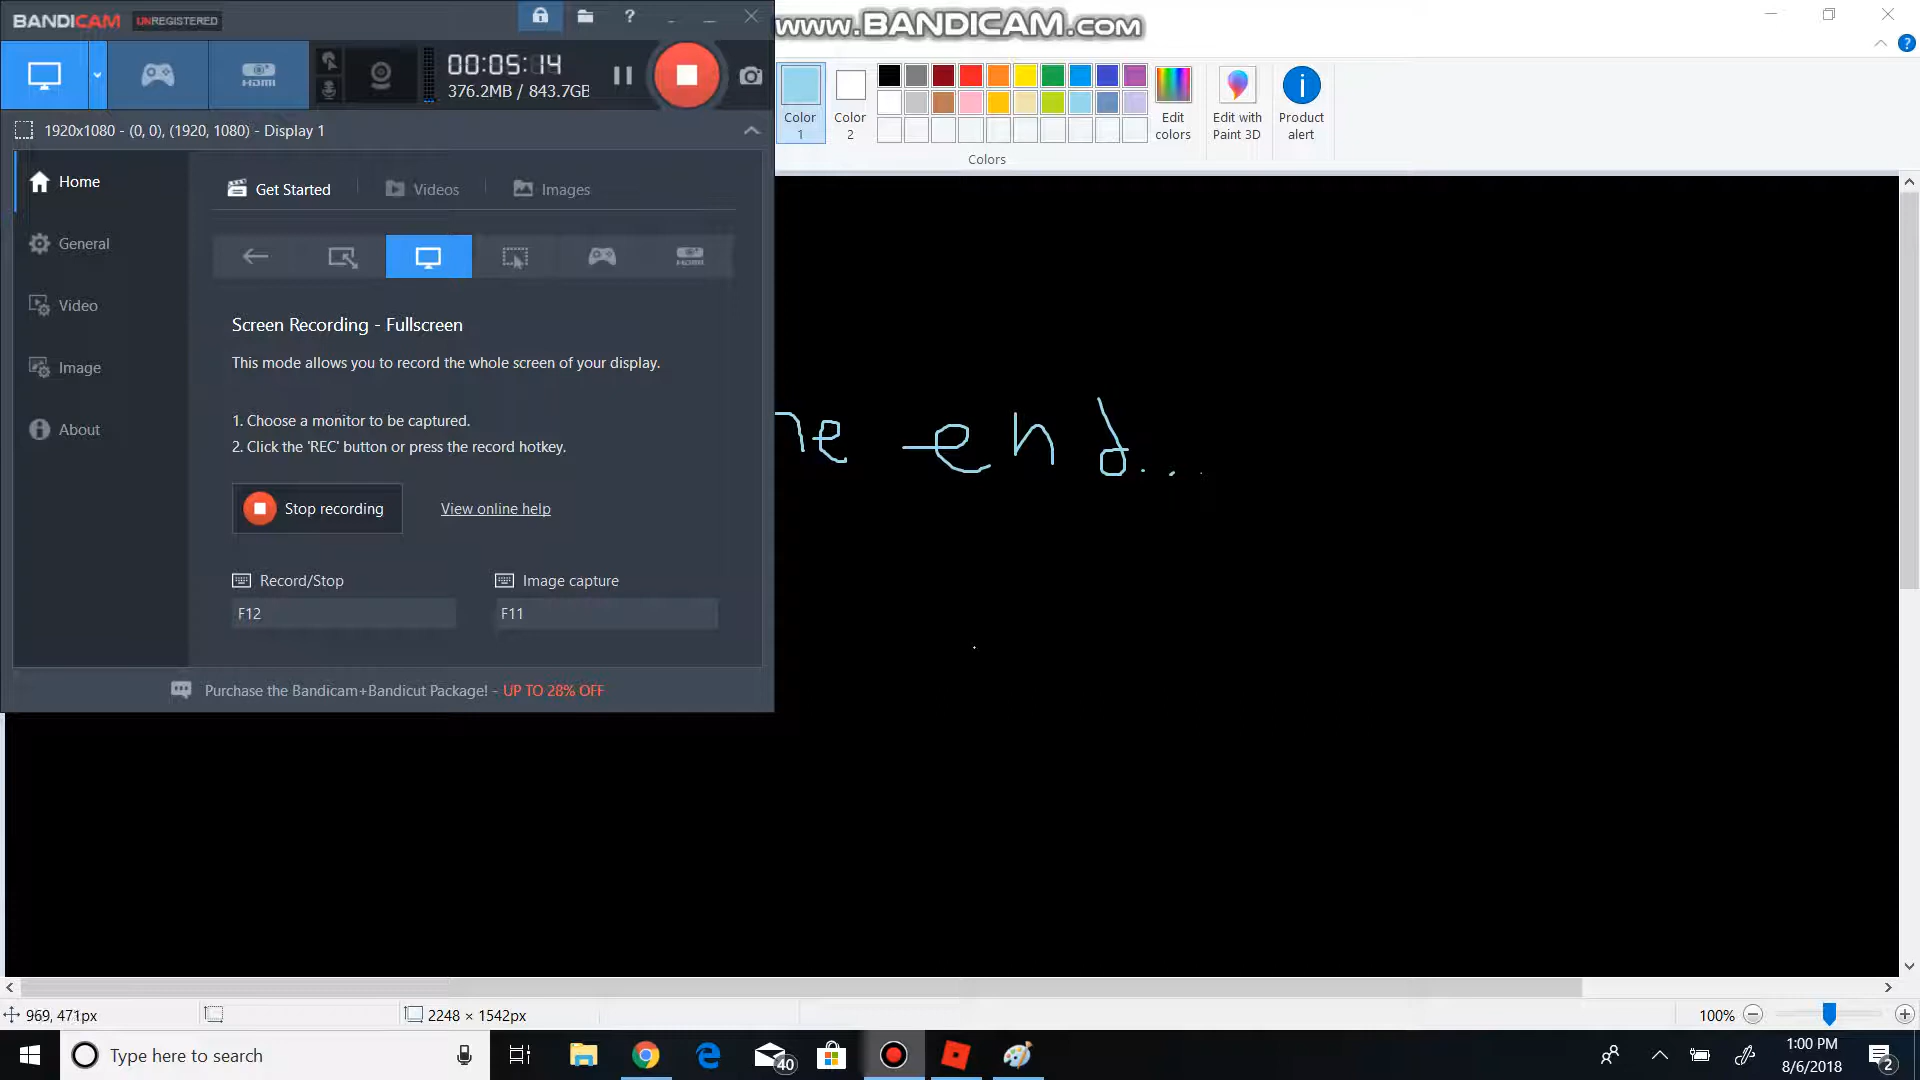 BANDICAM UNREGISTERED ?
www.BANDICAM.com
?
00:05:14
376.2MB / 843.7GB
HDMI
1920x1080 - (0, 0), (1920, 1080) - Display 1
Color 1
Color 2
Edit colors
Edit with Paint 3D
Product alert
Colors
Home
General
Video
Image
About
Get Started
Videos
Images
HDMI
Screen Recording - Fullscreen
This mode allows you to record the whole screen of your display.
1. Choose a monitor to be captured.
2. Click the 'REC' button or press the record hotkey.
Stop recording
View online help
Record/Stop
Image capture
F12
F11
Purchase the Bandicam+Bandicut Package! - UP TO 28% OFF
he end...
969, 471px
2248 × 1542px
100%
Type here to search
40
1:00 PM
8/6/2018
2